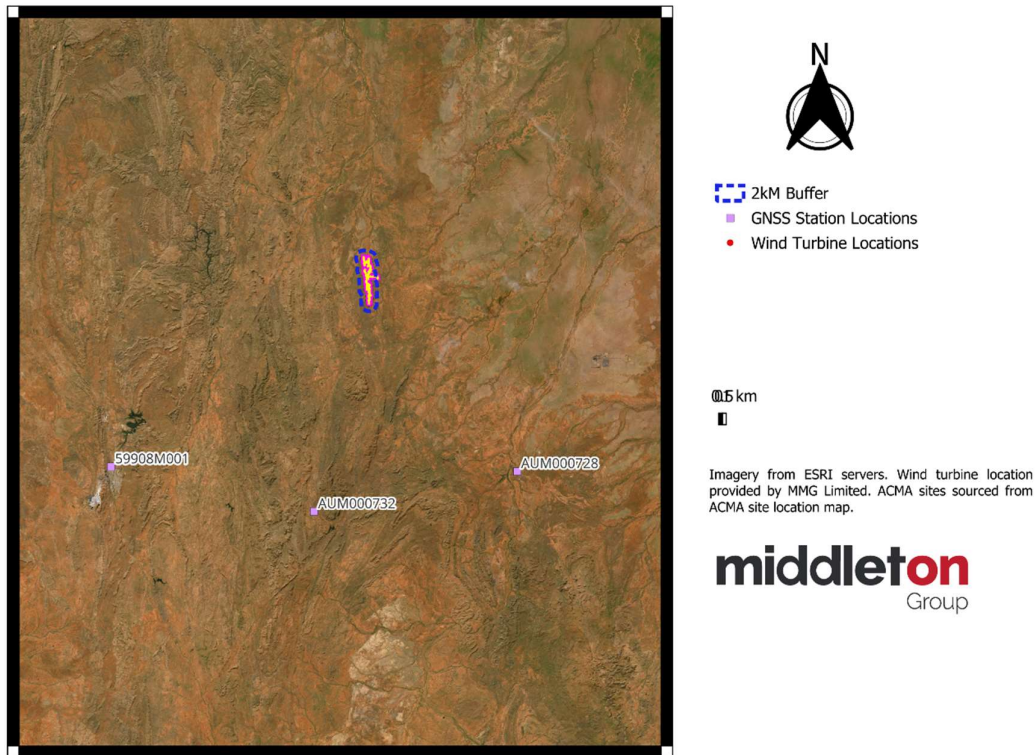 N
2kM Buffer
GNSS Station Locations
Wind Turbine Locations
km
59908M001
AUM000728
AUM000732
Imagery from ESRI servers. Wind turbine location
provided by MMG Limited. ACMA sites sourced from
ACMA site location map.
middleton
Group